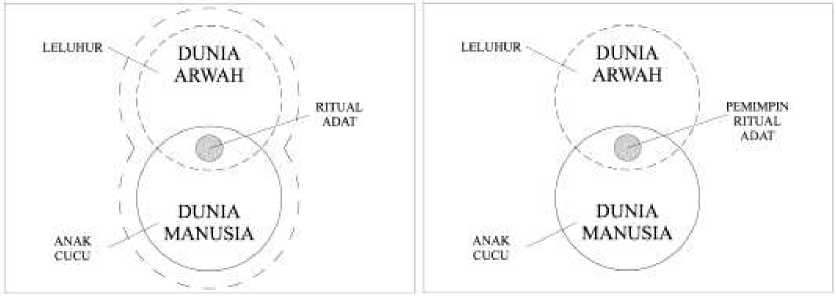 LELUHUR
DUNIA
ARWAH
RITUAL
ADAT
DUNIA
MANUSIA
ANAK
CUCU
LELUHUR
DUNIA
ARWAH
PEMIMPIN
RITUAL
ADAT
DUNIA
MANUSIA
ANAK
CUCU